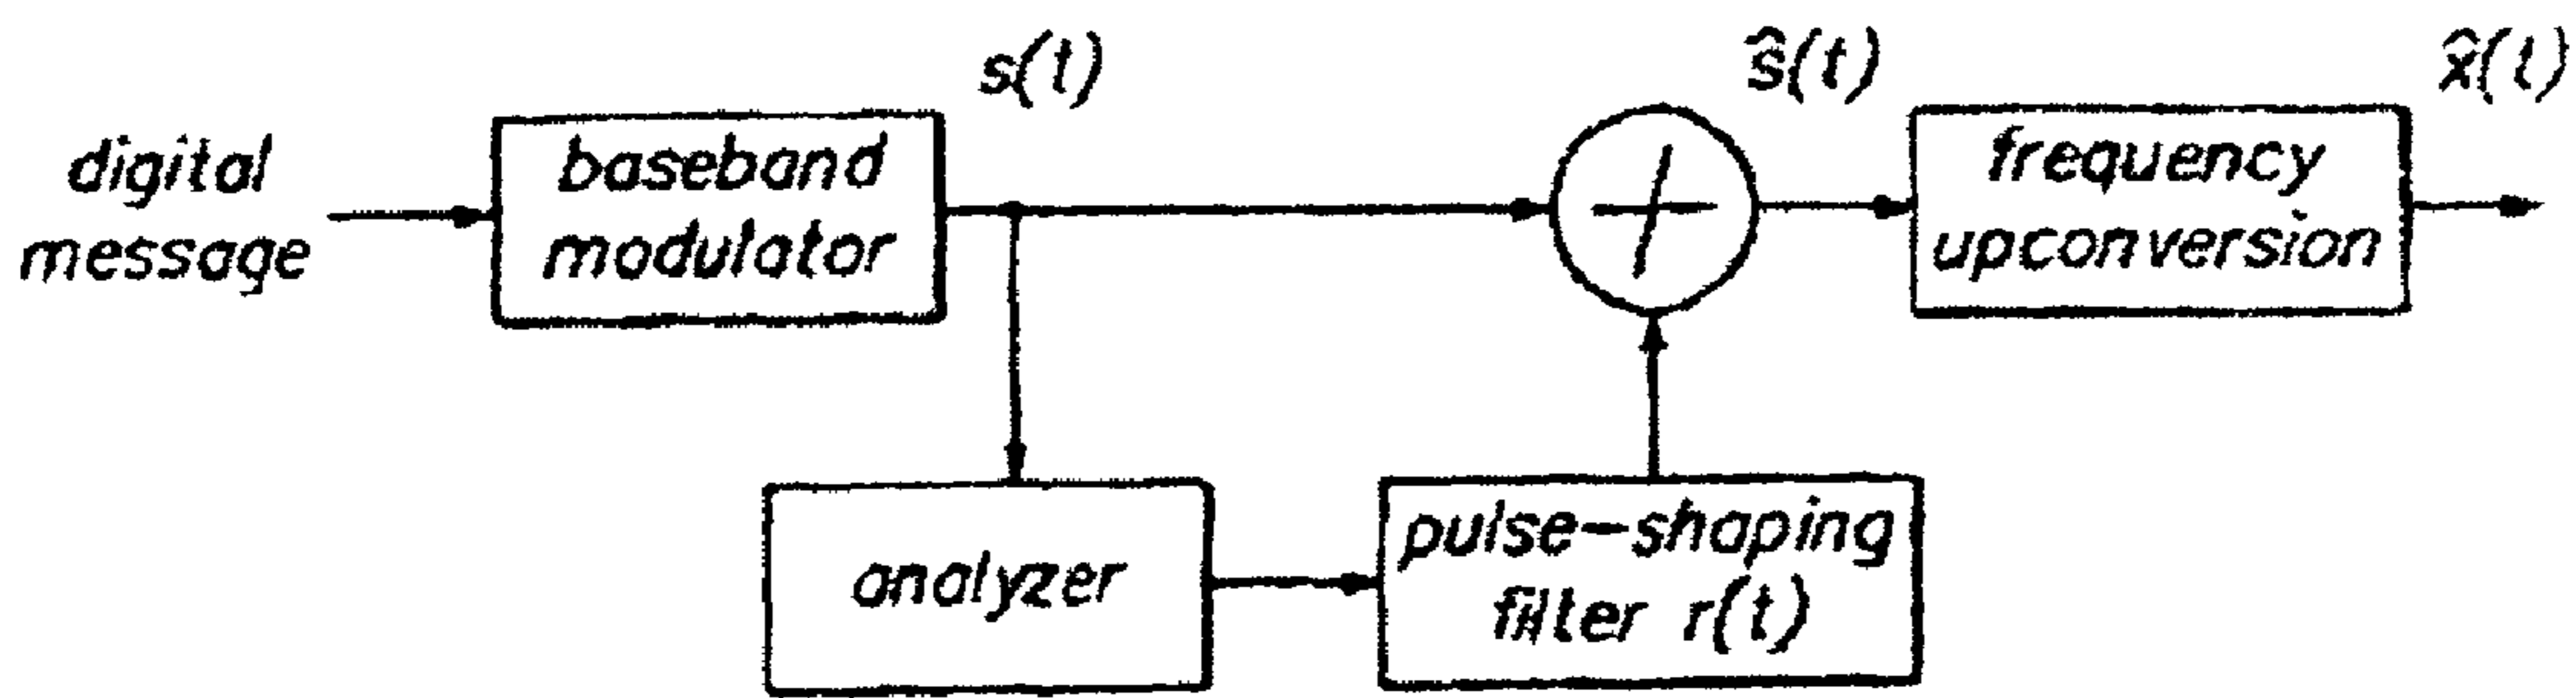 s(t)
ŝ(t)
x̂(t)
digital
message
baseband
modulator
frequency
upconversion
analyzer
pulse-shaping
filter r(t)